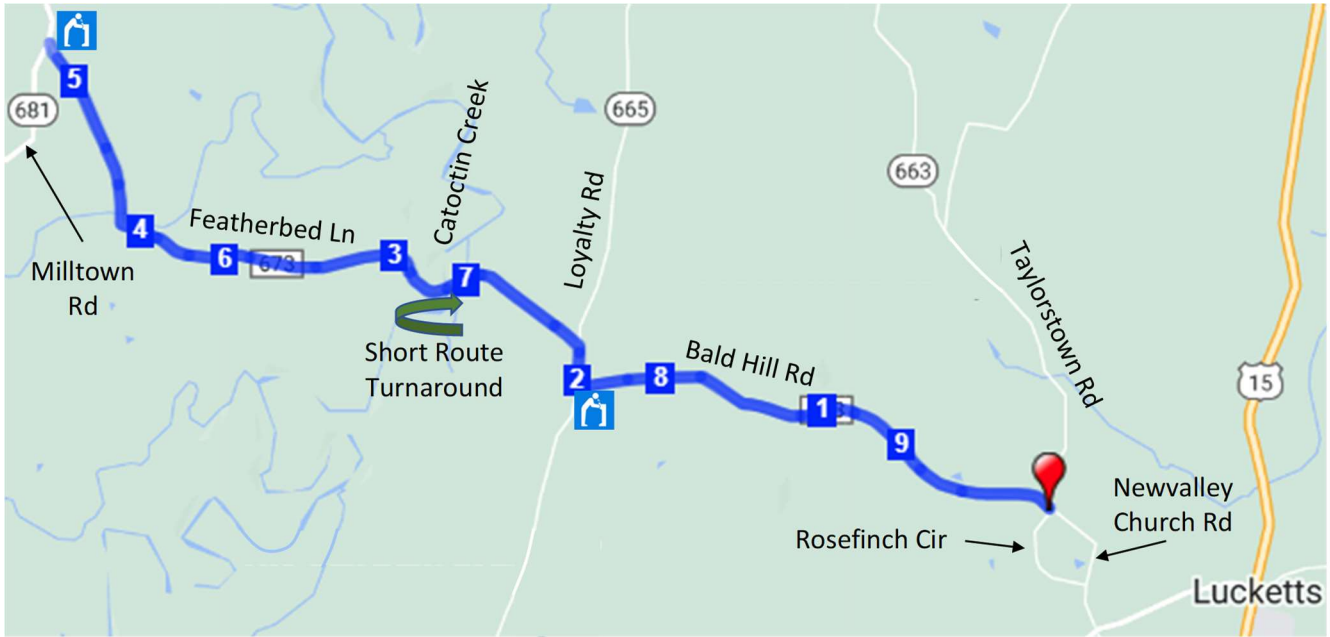 5
681
Catoctin Creek
665
663
4
Featherbed Ln
6
673
3
7
Loyalty Rd
Milltown
Rd
Taylorstown Rd
Short Route
Turnaround
2
8
Bald Hill Rd
1
15
9
Newvalley
Church Rd
Rosefinch Cir
Lucketts